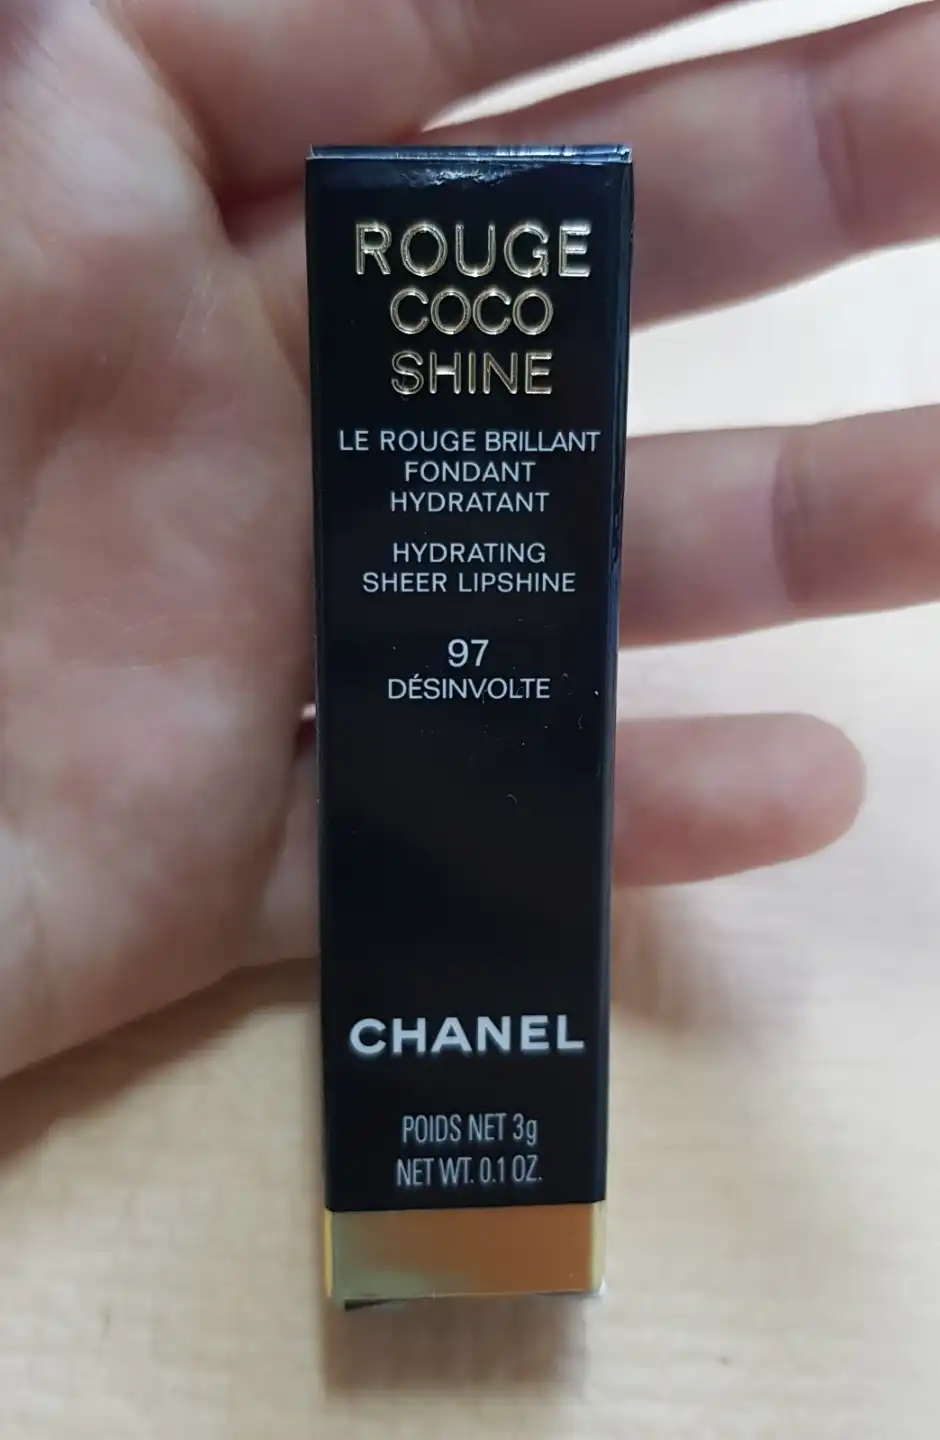 ROUGE
COCO
SHINE
LE ROUGE BRILLANT
FONDANT
HYDRATANT
HYDRATING
SHEER LIPSHINE
97
DÉSINVOLTE
CHANEL
POIDS NET 3g
NET WT. 0.1 OZ.